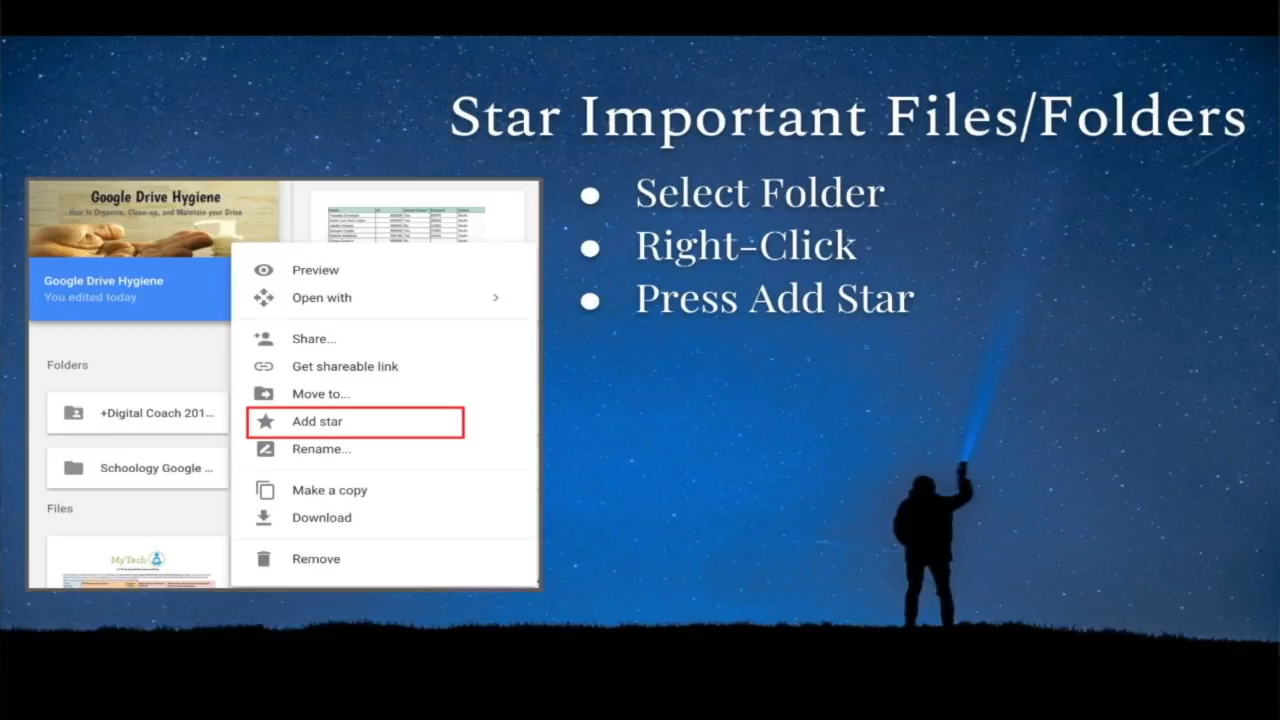 Star Important Files/Folders
Select Folder
Right-Click
Press Add Star
Google Drive Hygiene
How to Organize, Clean-up, and Maintain your Drive
Google Drive Hygiene
You edited today
Folders
+Digital Coach 201...
Schoology Google ...
Files
MyTech
Preview
Open with
Share...
Get shareable link
Move to...
Add star
Rename...
Make a copy
Download
Remove